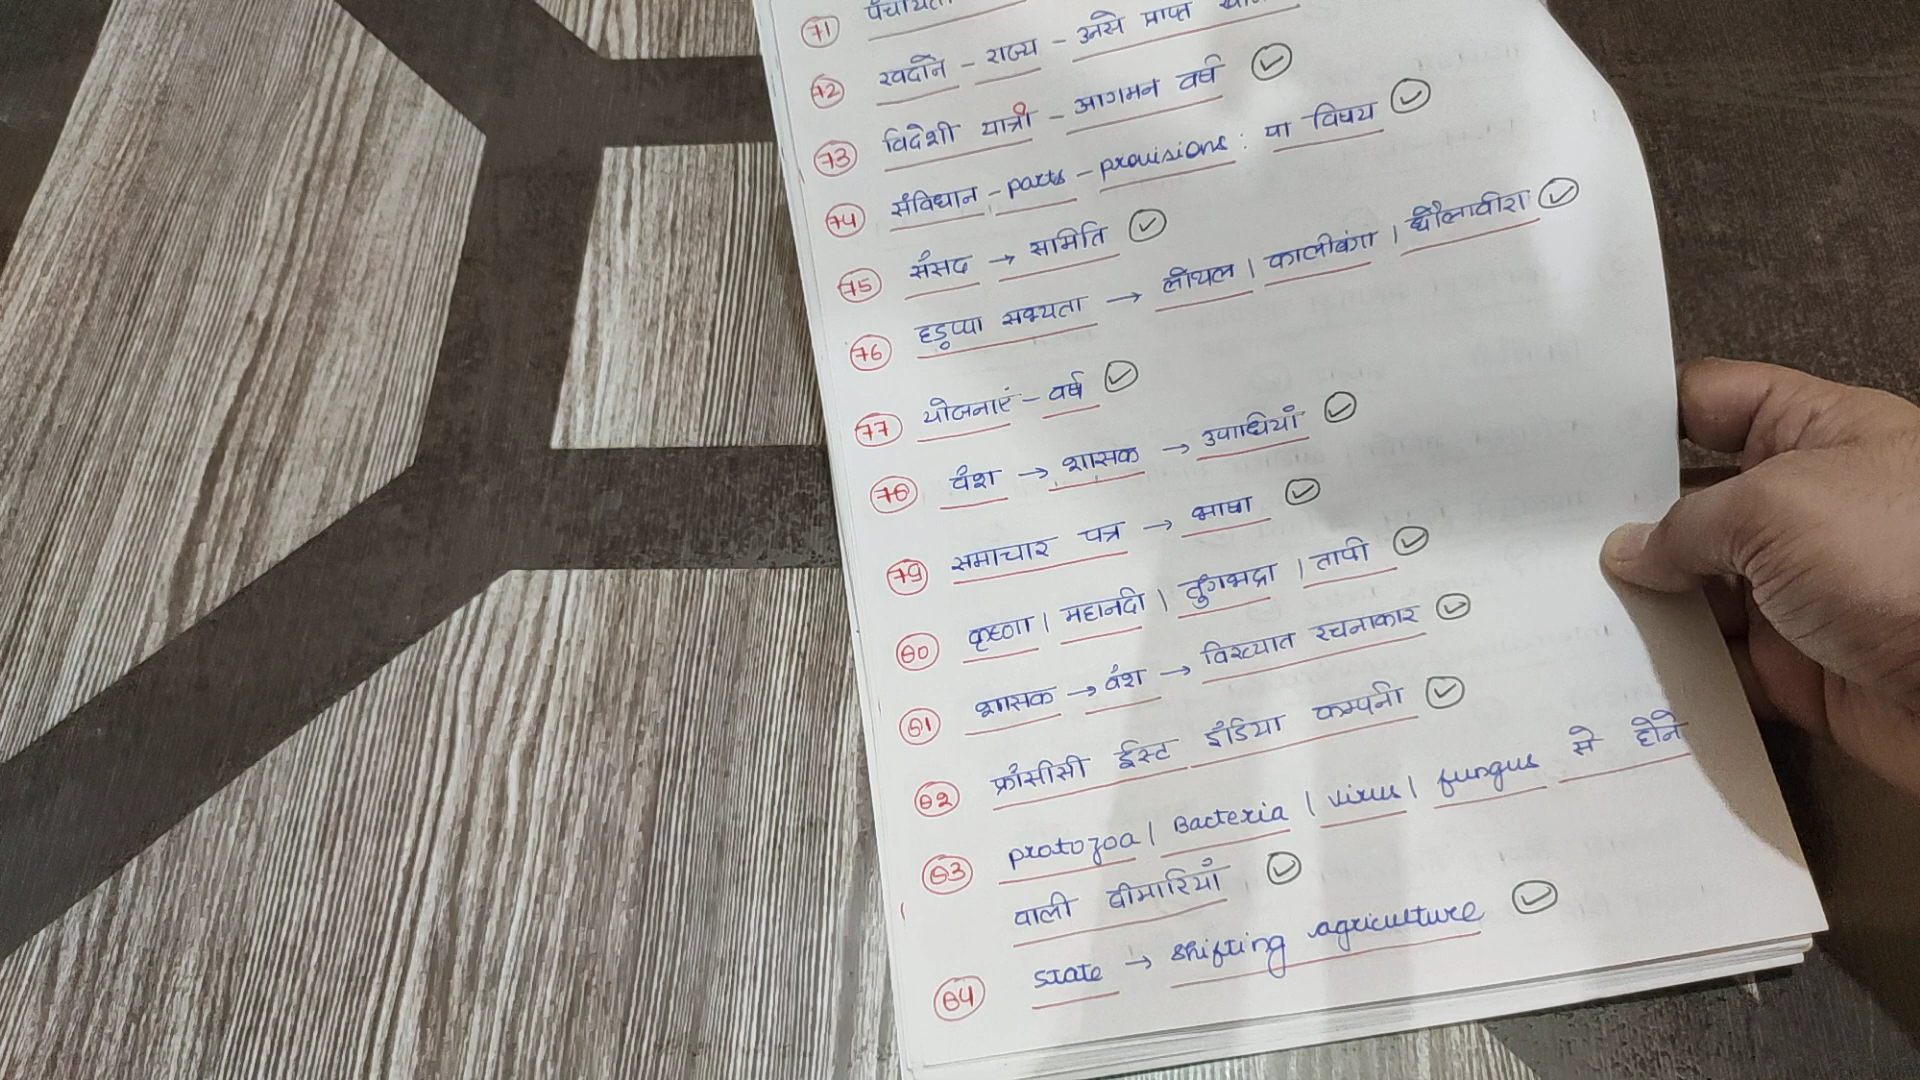 71 पंचायती
72 खदाने - राज्य - उनसे प्राप्त
73 विदेशी यात्री - आगमन वर्ष
74 संविधान - parts - provisions : या विषय
75 संसद → समिति
76 हड़प्पा सभ्यता → लोथल | कालीबंगा | धौलावीरा
77 योजनाएं - वर्ष
78 वंश → शासक → उपाधियाँ
79 समाचार पत्र → भाषा
80 कृष्णा | महानदी | तुंगभद्रा | तापी
81 शासक → वंश → विख्यात रचनाकार
82 फ्रांसीसी ईस्ट इंडिया कम्पनी
83 protozoa | Bacteria | virus | fungus से होने
वाली बीमारियाँ
84 state → shifting agriculture